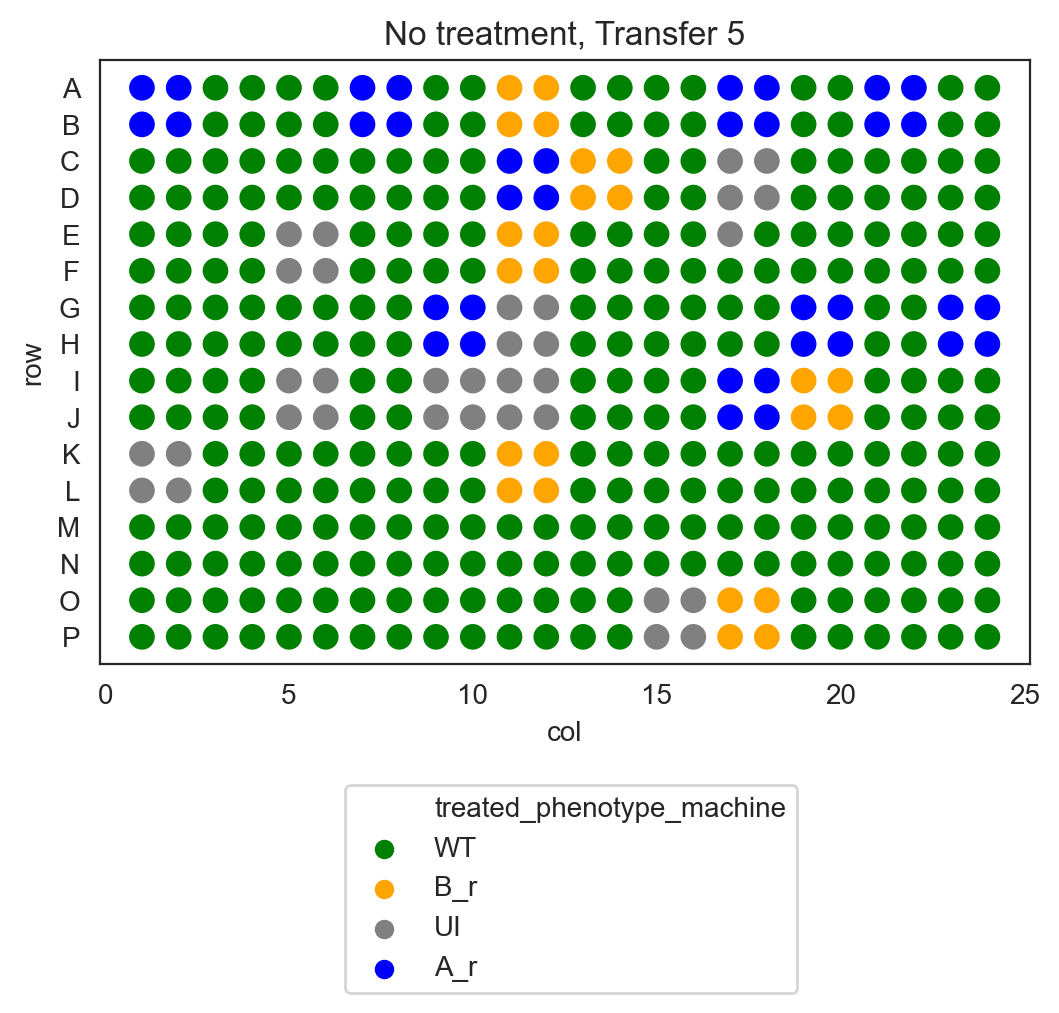 No treatment, Transfer 5
A
B
C
D
E
F
G
H
I
J
K
L
M
N
O
P
row
0 5 10 15 20 25
col
treated_phenotype_machine
WT
B_r
UI
A_r